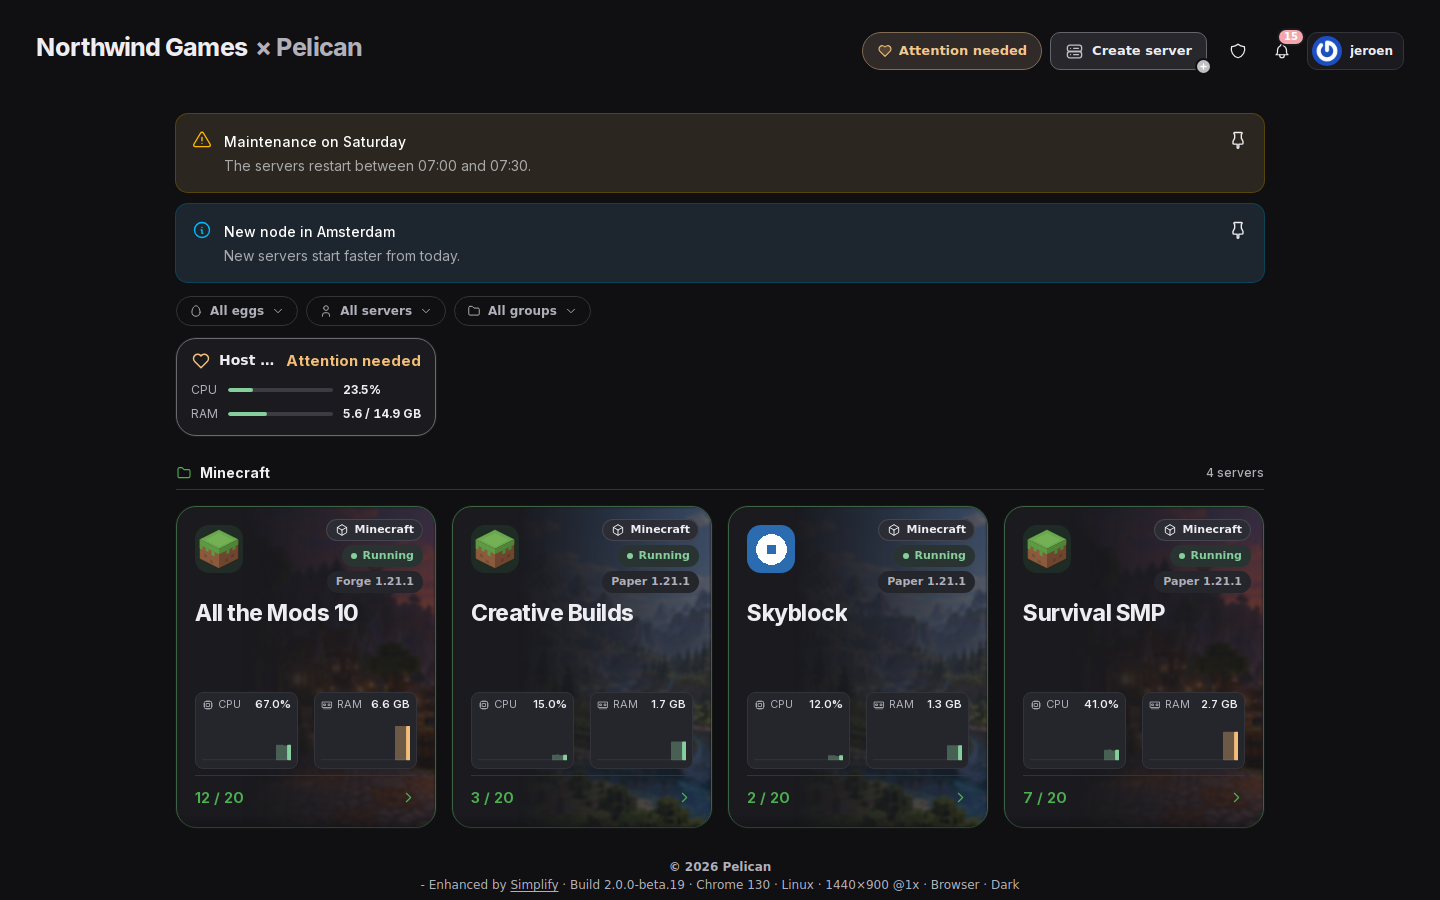 Northwind Games × Pelican
Attention needed
Create server
15
jeroen
Maintenance on Saturday
The servers restart between 07:00 and 07:30.
New node in Amsterdam
New servers start faster from today.
All eggs
All servers
All groups
Host ... Attention needed
CPU 23.5%
RAM 5.6 / 14.9 GB
Minecraft
4 servers
Minecraft
Running
Forge 1.21.1
All the Mods 10
CPU 67.0%
RAM 6.6 GB
12 / 20
Minecraft
Running
Paper 1.21.1
Creative Builds
CPU 15.0%
RAM 1.7 GB
3 / 20
Minecraft
Running
Paper 1.21.1
Skyblock
CPU 12.0%
RAM 1.3 GB
2 / 20
Minecraft
Running
Paper 1.21.1
Survival SMP
CPU 41.0%
RAM 2.7 GB
7 / 20
© 2026 Pelican
- Enhanced by Simplify · Build 2.0.0-beta.19 · Chrome 130 · Linux · 1440×900 @1x · Browser · Dark